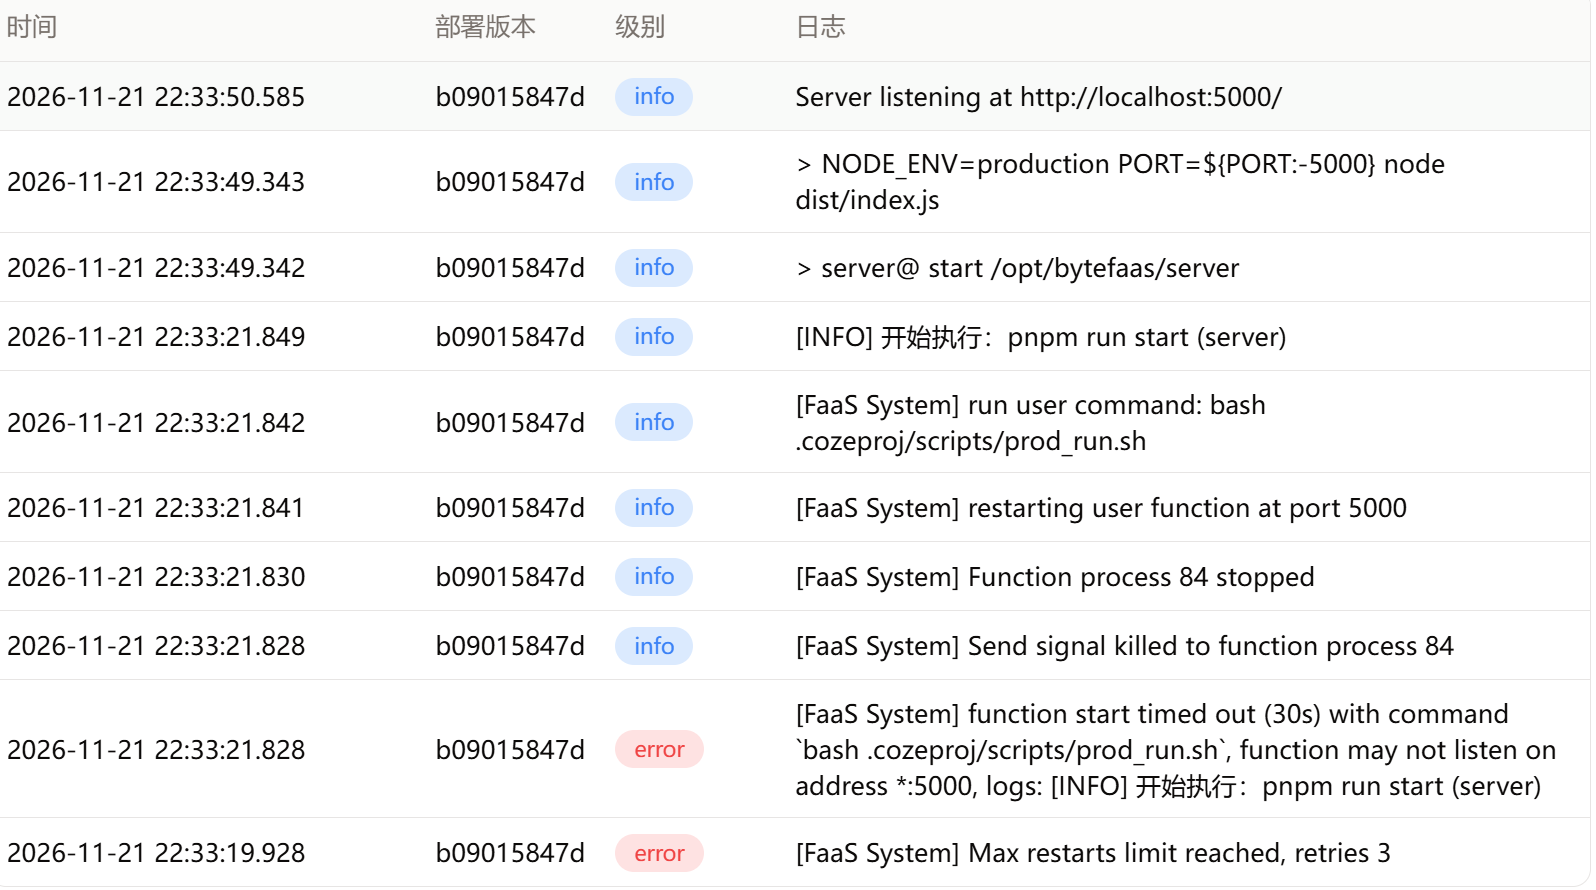 时间 部署版本 级别 日志
2026-11-21 22:33:50.585 b09015847d info Server listening at http://localhost:5000/
2026-11-21 22:33:49.343 b09015847d info > NODE_ENV=production PORT=${PORT:-5000} node
dist/index.js
2026-11-21 22:33:49.342 b09015847d info > server@ start /opt/bytefaas/server
2026-11-21 22:33:21.849 b09015847d info [INFO] 开始执行：pnpm run start (server)
2026-11-21 22:33:21.842 b09015847d info [FaaS System] run user command: bash
.cozeproj/scripts/prod_run.sh
2026-11-21 22:33:21.841 b09015847d info [FaaS System] restarting user function at port 5000
2026-11-21 22:33:21.830 b09015847d info [FaaS System] Function process 84 stopped
2026-11-21 22:33:21.828 b09015847d info [FaaS System] Send signal killed to function process 84
2026-11-21 22:33:21.828 b09015847d error [FaaS System] function start timed out (30s) with command
`bash .cozeproj/scripts/prod_run.sh`, function may not listen on
address *:5000, logs: [INFO] 开始执行：pnpm run start (server)
2026-11-21 22:33:19.928 b09015847d error [FaaS System] Max restarts limit reached, retries 3